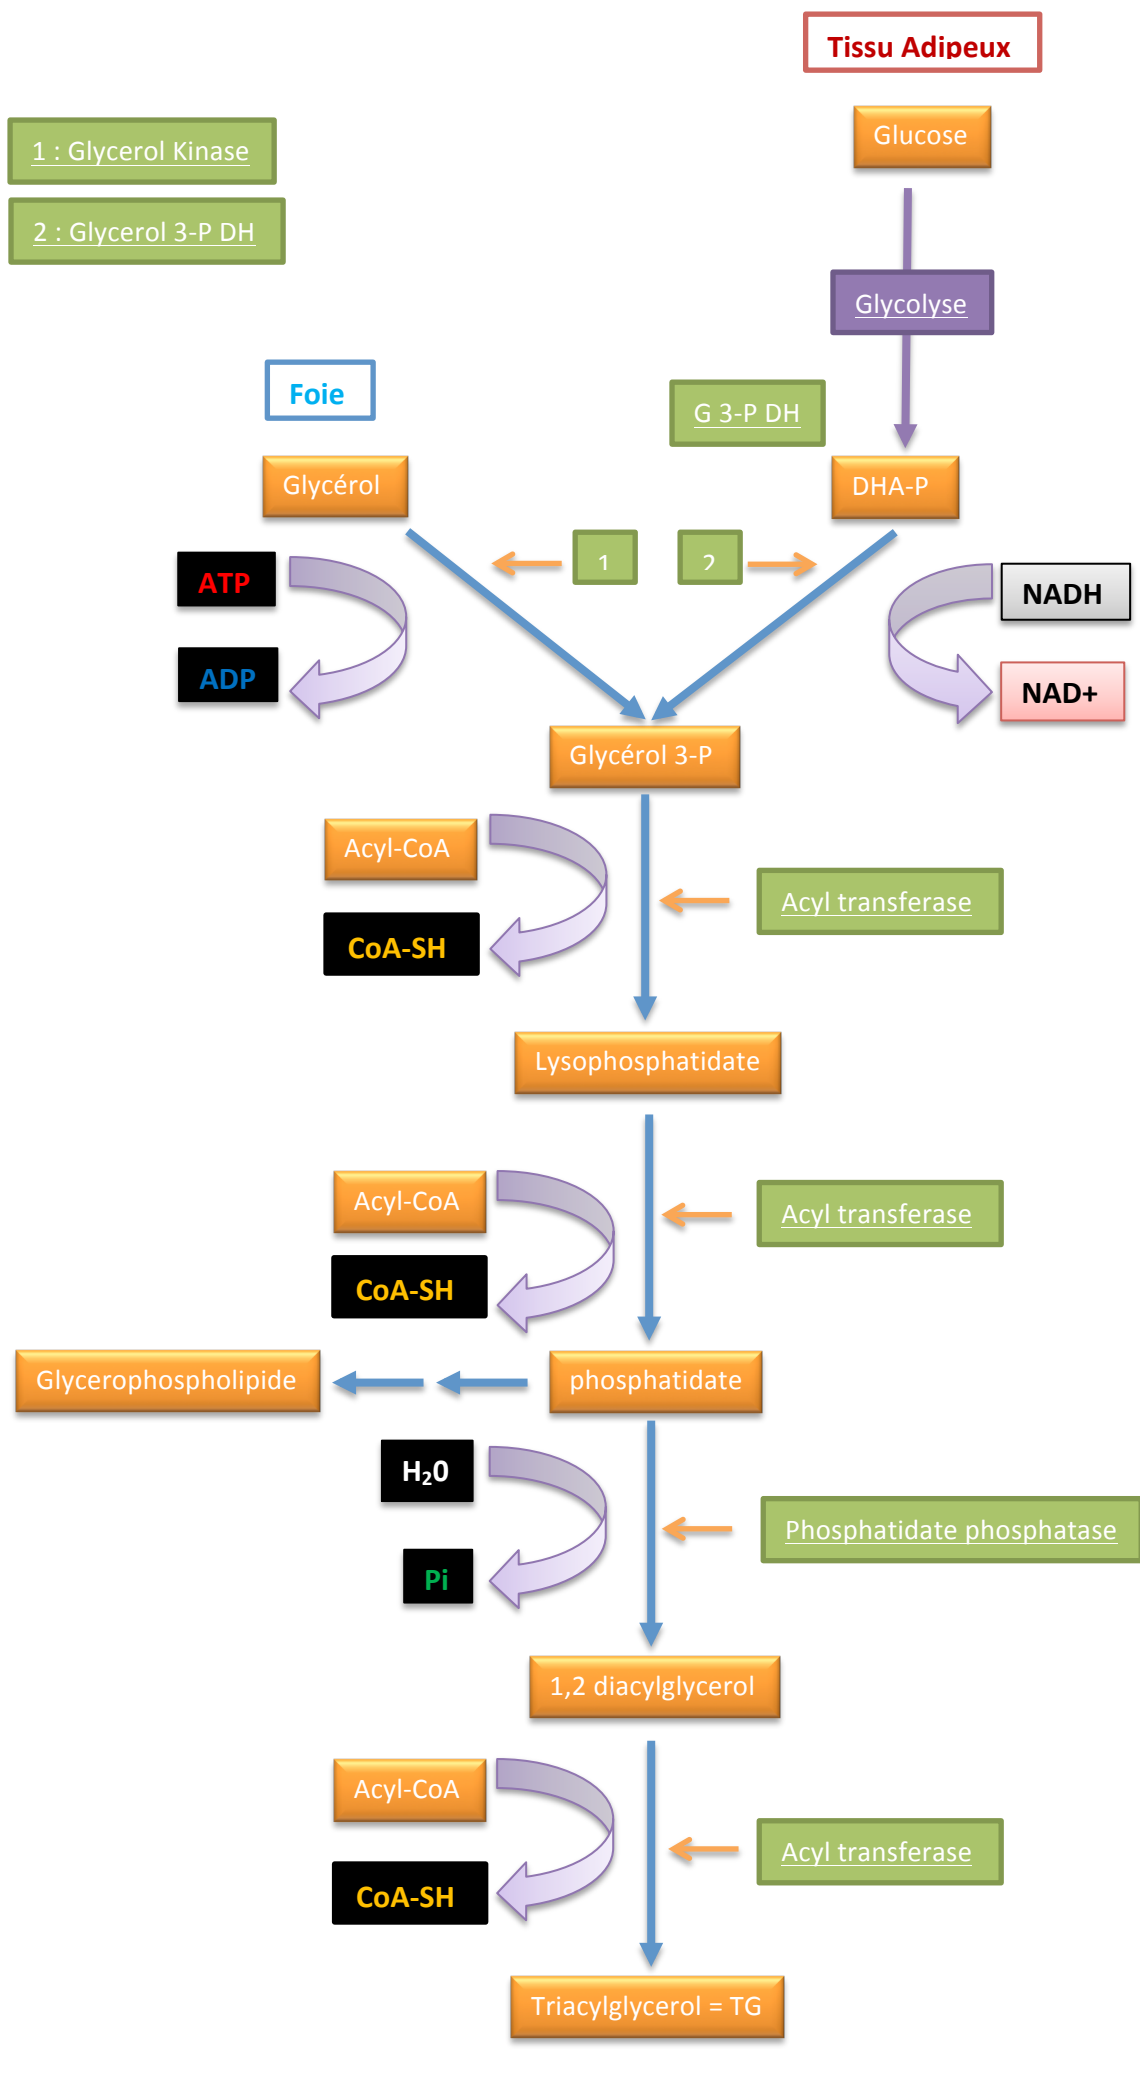 Tissu Adipeux
Glucose
1 : Glycerol Kinase
2 : Glycerol 3-P DH
Glycolyse
Foie
G 3-P DH
Glycérol
DHA-P
1
2
ATP
NADH
ADP
NAD+
Glycérol 3-P
Acyl-CoA
Acyl transferase
CoA-SH
Lysophosphatidate
Acyl-CoA
Acyl transferase
CoA-SH
Glycerophospholipide
phosphatidate
H₂0
Phosphatidate phosphatase
Pi
1,2 diacylglycerol
Acyl-CoA
Acyl transferase
CoA-SH
Triacylglycerol = TG